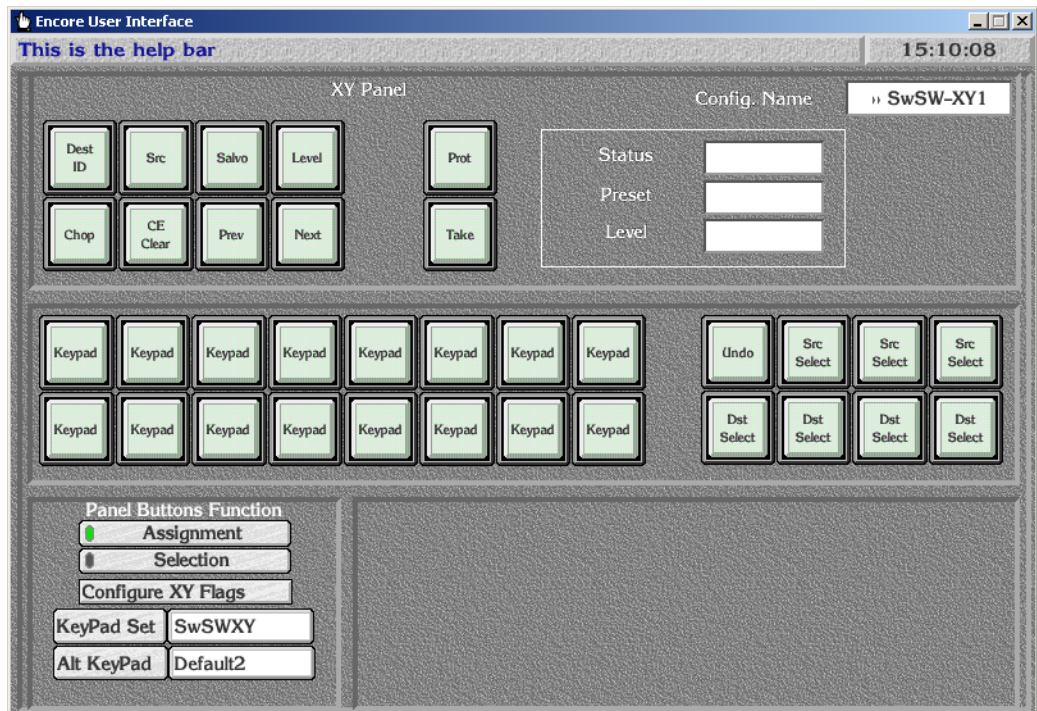 Encore User Interface
This is the help bar
15:10:08
XY Panel
Config. Name
» SwSW-XY1
Dest
ID
Src
Salvo
Level
Prot
Chop
CE
Clear
Prev
Next
Take
Status
Preset
Level
Keypad Keypad Keypad Keypad Keypad Keypad Keypad Keypad
Undo
Src
Select
Src
Select
Src
Select
Keypad Keypad Keypad Keypad Keypad Keypad Keypad Keypad
Dst
Select
Dst
Select
Dst
Select
Dst
Select
Panel Buttons Function
Assignment
Selection
Configure XY Flags
KeyPad Set SwSWXY
Alt KeyPad Default2